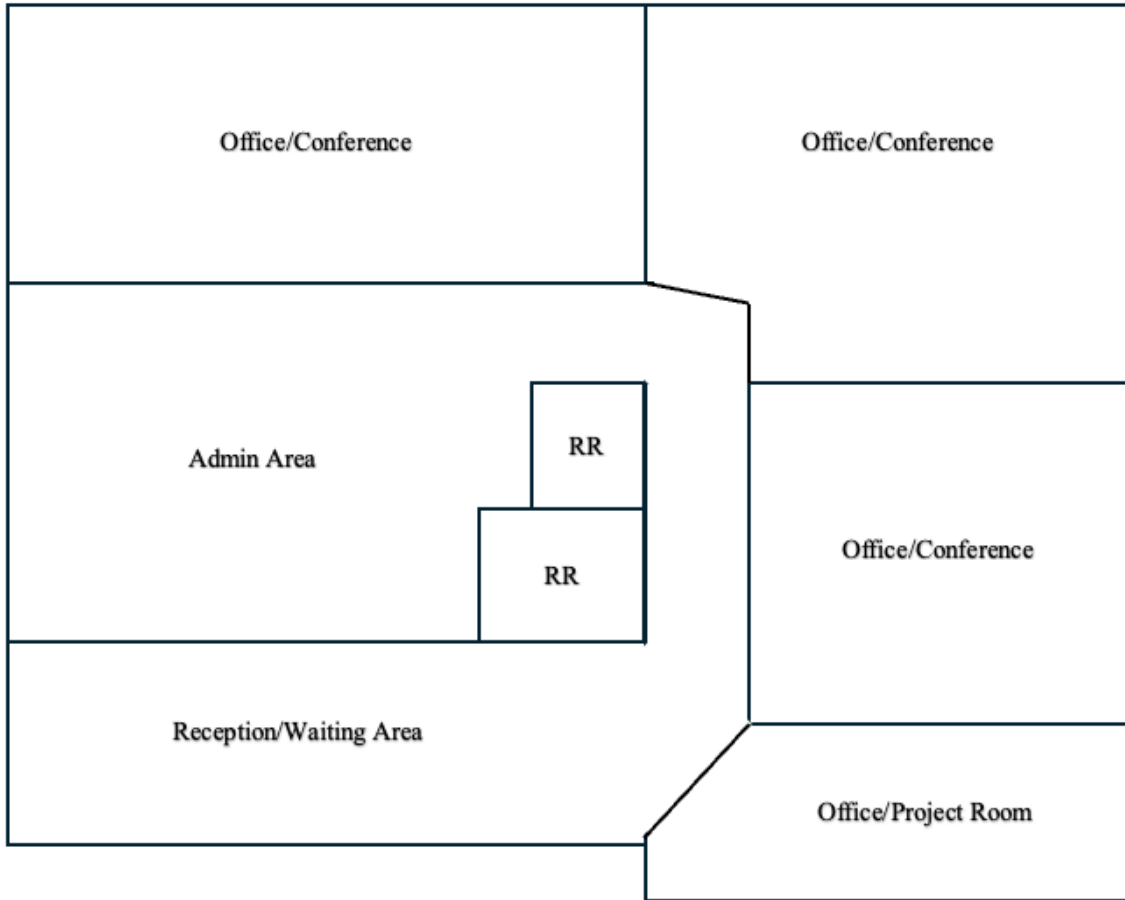 Office/Conference
Office/Conference
Admin Area
RR
RR
Office/Conference
Reception/Waiting Area
Office/Project Room